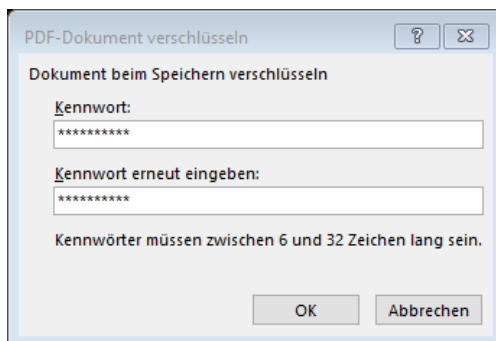 PDF-Dokument verschlüsseln
Dokument beim Speichern verschlüsseln
Kennwort:
**********
Kennwort erneut eingeben:
**********
Kennwörter müssen zwischen 6 und 32 Zeichen lang sein.
OK Abbrechen